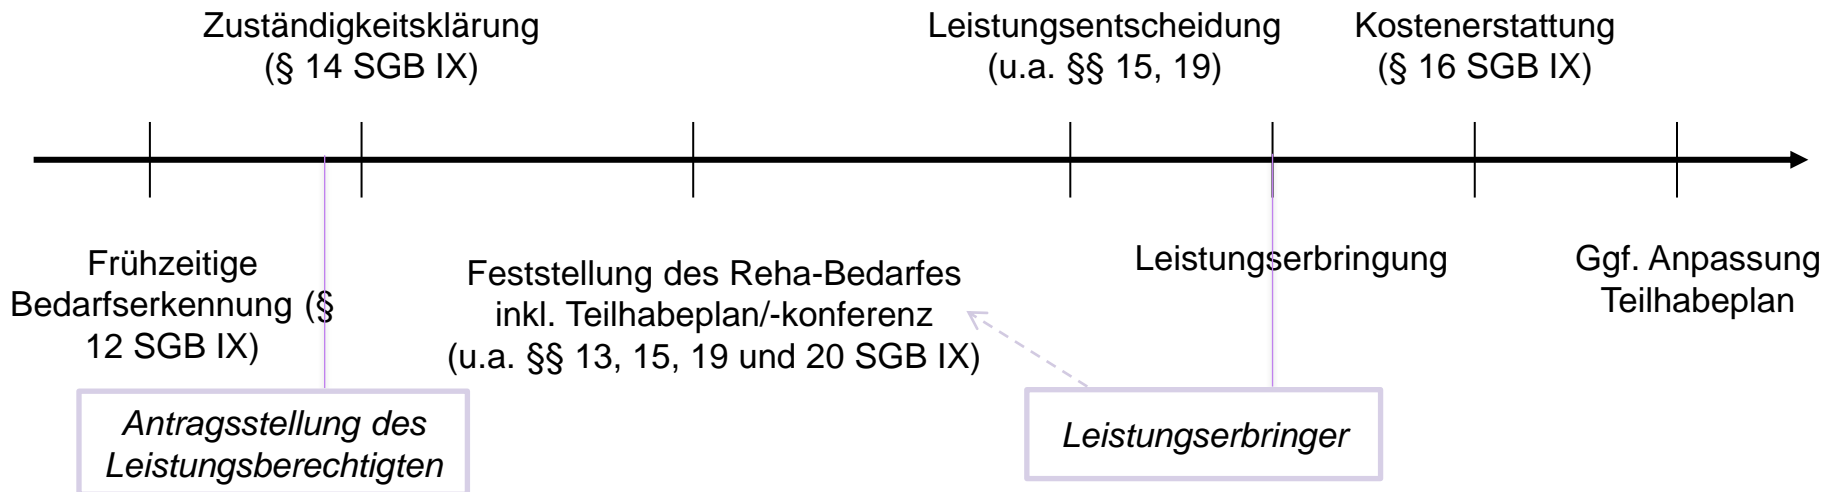 Zuständigkeitsklärung
(§ 14 SGB IX)
Leistungsentscheidung
(u.a. §§ 15, 19)
Kostenerstattung
(§ 16 SGB IX)
Frühzeitige
Bedarfserkennung (§
12 SGB IX)
Feststellung des Reha-Bedarfes
inkl. Teilhabeplan/-konferenz
(u.a. §§ 13, 15, 19 und 20 SGB IX)
Leistungserbringung
Ggf. Anpassung
Teilhabeplan
Antragsstellung des
Leistungsberechtigten
Leistungserbringer